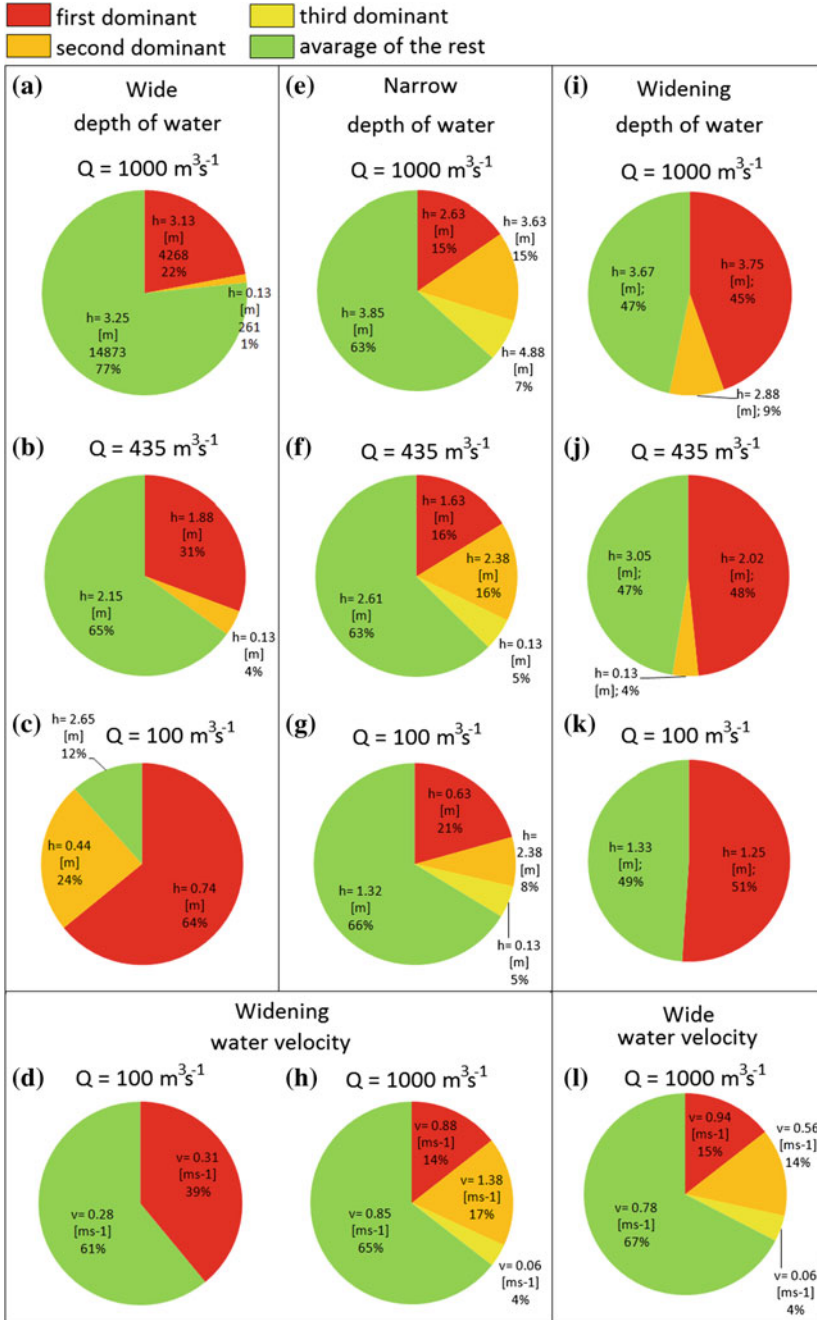 first dominant
third dominant
second dominant
avarage of the rest
(a)
Wide
depth of water
Q = 1000 m³s⁻¹
h= 3.13
[m]
4268
22%
h= 0.13
[m]
261
1%
h= 3.25
[m]
14873
77%
(e)
Narrow
depth of water
Q = 1000 m³s⁻¹
h= 2.63
[m]
15%
h= 3.63
[m]
15%
h= 3.85
[m]
63%
h= 4.88
[m]
7%
(i)
Widening
depth of water
Q = 1000 m³s⁻¹
h= 3.67
[m];
47%
h= 3.75
[m];
45%
h= 2.88
[m]; 9%
(b)
Q = 435 m³s⁻¹
h= 1.88
[m]
31%
h= 2.15
[m]
65%
h= 0.13
[m]
4%
(f)
Q = 435 m³s⁻¹
h= 1.63
[m]
16%
h= 2.38
[m]
16%
h= 2.61
[m]
63%
h= 0.13
[m]
5%
(j)
Q = 435 m³s⁻¹
h= 3.05
[m];
47%
h= 2.02
[m];
48%
h= 0.13
[m]; 4%
(c)
Q = 100 m³s⁻¹
h= 2.65
[m]
12%
h= 0.44
[m]
24%
h= 0.74
[m]
64%
(g)
Q = 100 m³s⁻¹
h= 0.63
[m]
21%
h=
2.38
[m]
8%
h= 1.32
[m]
66%
h= 0.13
[m]
5%
(k)
Q = 100 m³s⁻¹
h= 1.33
[m];
49%
h= 1.25
[m];
51%
Widening
water velocity
(d)
Q = 100 m³s⁻¹
v= 0.31
[ms-1]
39%
v= 0.28
[ms-1]
61%
(h)
Q = 1000 m³s⁻¹
v= 0.88
[ms-1]
14%
v= 1.38
[ms-1]
17%
v= 0.85
[ms-1]
65%
v= 0.06
[ms-1]
4%
Wide
water velocity
(l)
Q = 1000 m³s⁻¹
v= 0.94
[ms-1]
15%
v= 0.56
[ms-1]
14%
v= 0.78
[ms-1]
67%
v= 0.06
[ms-1]
4%